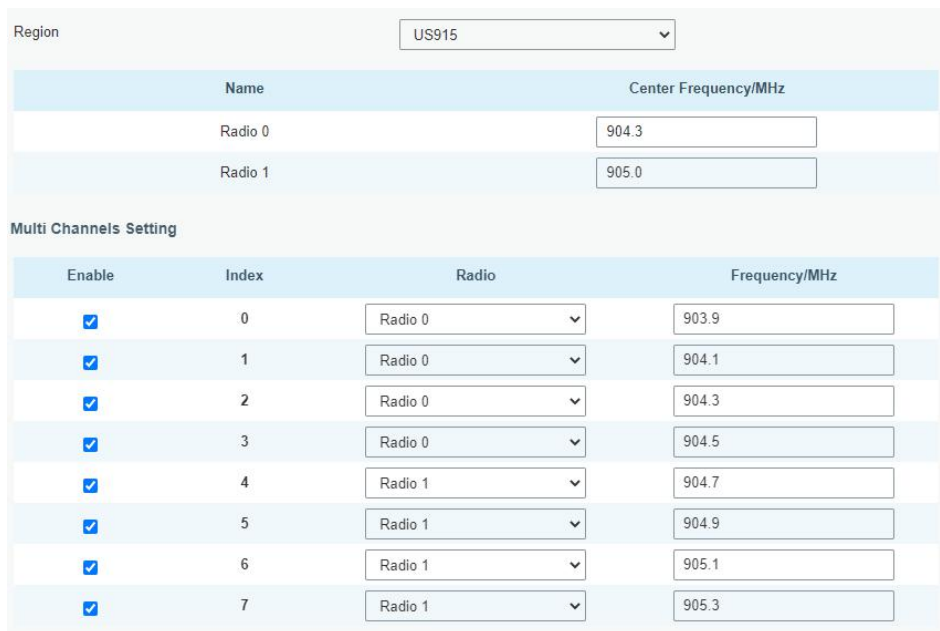 Region US915
Name Center Frequency/MHz
Radio 0 904.3
Radio 1 905.0
Multi Channels Setting
Enable Index Radio Frequency/MHz
0 Radio 0 903.9
1 Radio 0 904.1
2 Radio 0 904.3
3 Radio 0 904.5
4 Radio 1 904.7
5 Radio 1 904.9
6 Radio 1 905.1
7 Radio 1 905.3